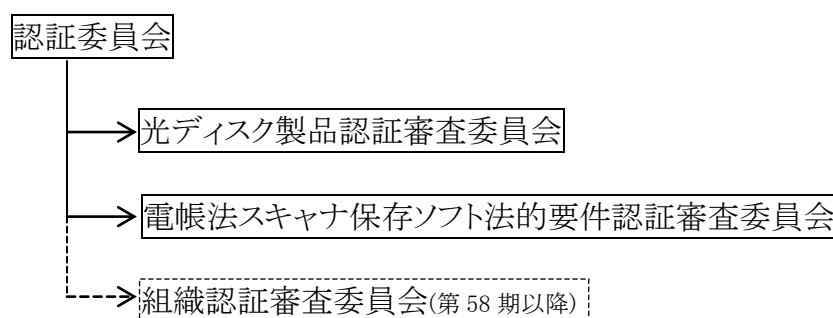 認証委員会
光ディスク製品認証審査委員会
電帳法スキャナ保存ソフト法的要件認証審査委員会
組織認証審査委員会(第 58 期以降)